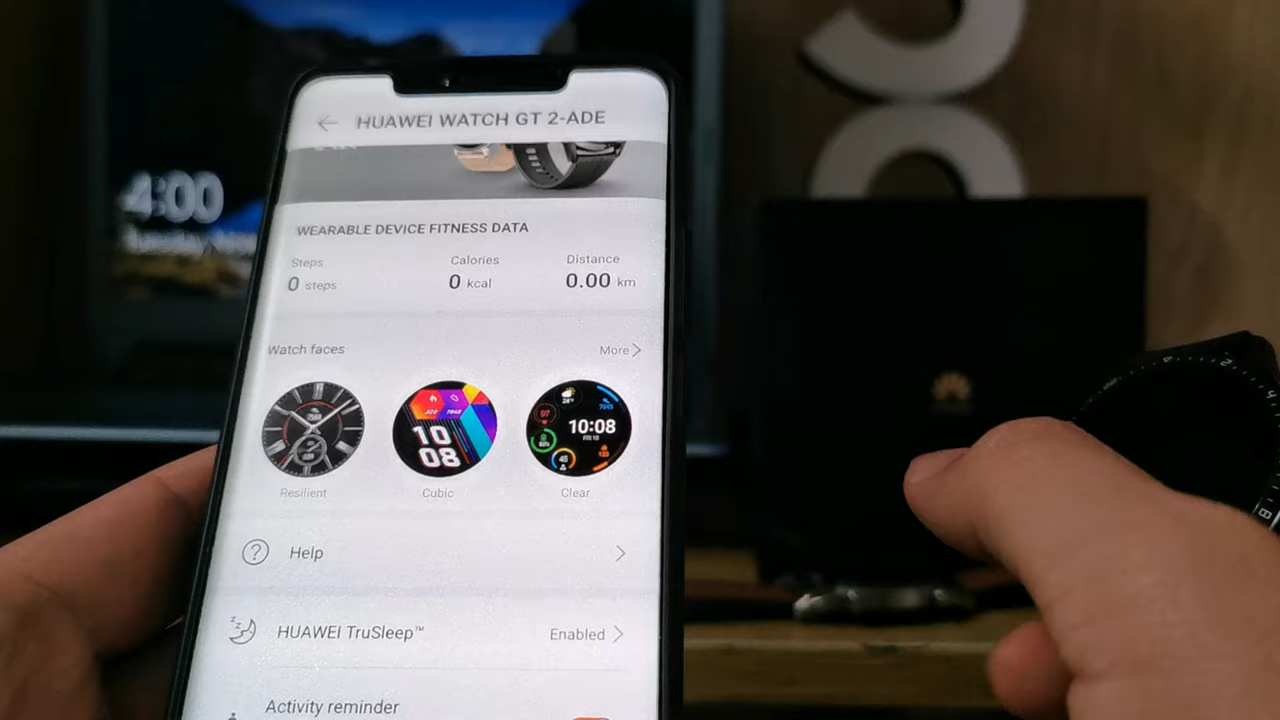 HUAWEI WATCH GT 2-ADE
4:00
WEARABLE DEVICE FITNESS DATA
Steps
Calories
Distance
0 steps
0 kcal
0.00 km
Watch faces
More
10
08
10:08
Resilient
Cubic
Clear
Help
HUAWEI TruSleep™
Enabled
Activity reminder